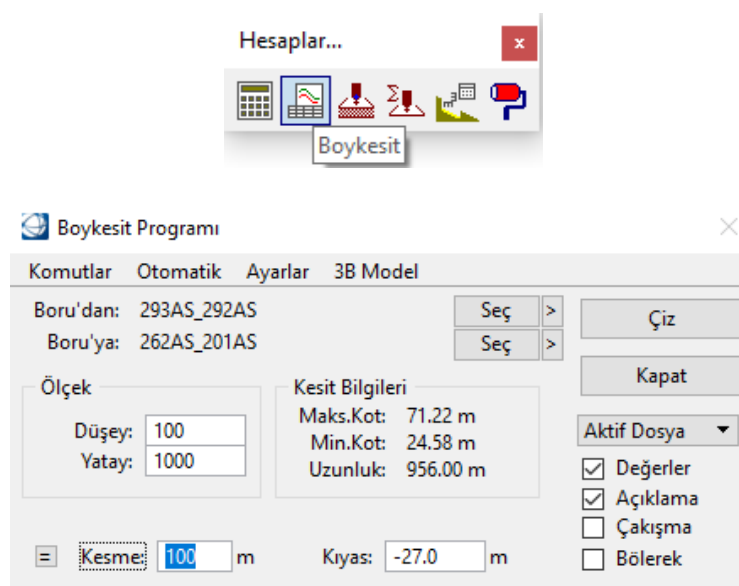 Hesaplar...
x
Boykesit
Boykesit Programı
Komutlar Otomatik Ayarlar 3B Model
Boru'dan: 293AS_292AS Seç > Çiz
Boru'ya: 262AS_201AS Seç >
Kapat
Ölçek Kesit Bilgileri
Maks.Kot: 71.22 m
Düşey: 100 Min.Kot: 24.58 m Aktif Dosya
Yatay: 1000 Uzunluk: 956.00 m Değerler
Açıklama
Çakışma
= Kesme: 100 m Kıyas: -27.0 m Bölerek